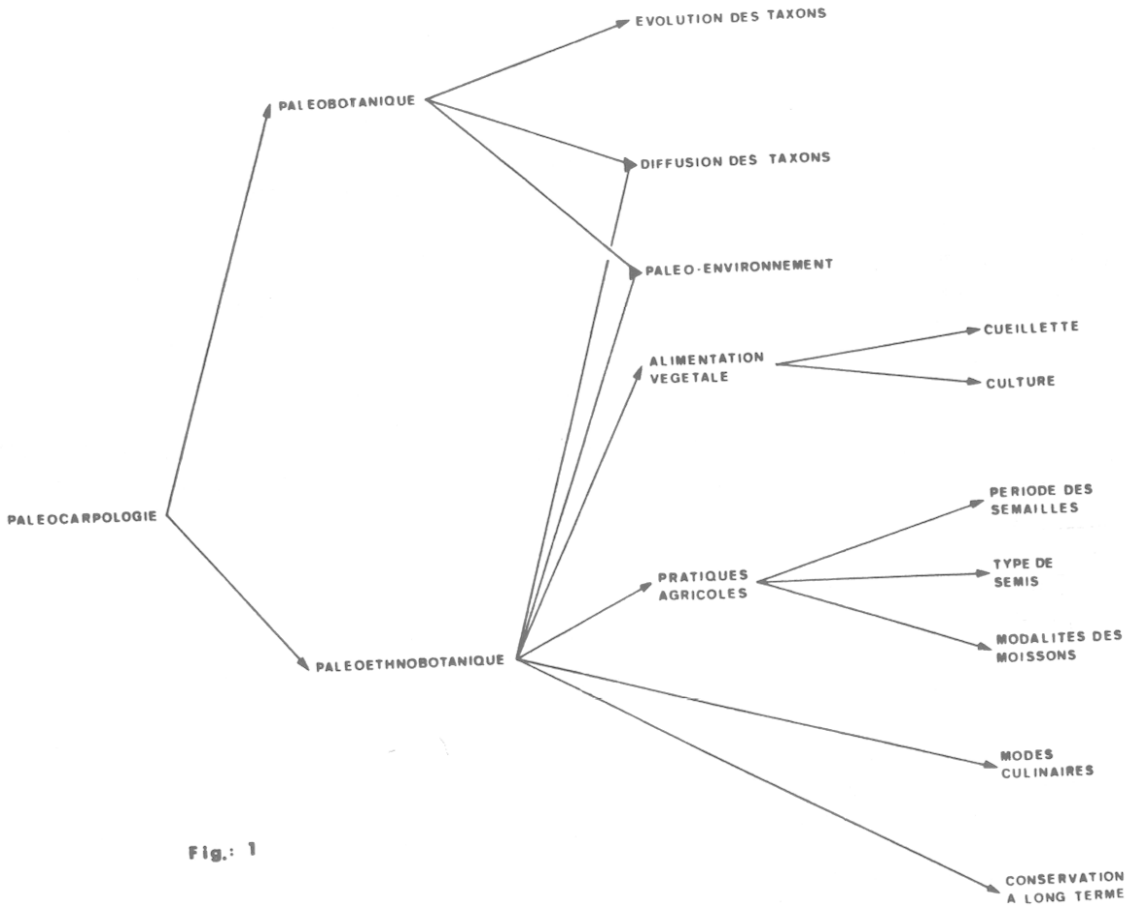 EVOLUTION DES TAXONS
PALEOBOTANIQUE
DIFFUSION DES TAXONS
PALEO-ENVIRONNEMENT
ALIMENTATION
VEGETALE
CUEILLETTE
CULTURE
PALEOCARPOLOGIE
PERIODE DES
SEMAILLES
PRATIQUES
AGRICOLES
TYPE DE
SEMIS
MODALITES DES
MOISSONS
PALEOETHNOBOTANIQUE
MODES
CULINAIRES
CONSERVATION
A LONG TERME
Fig.: 1